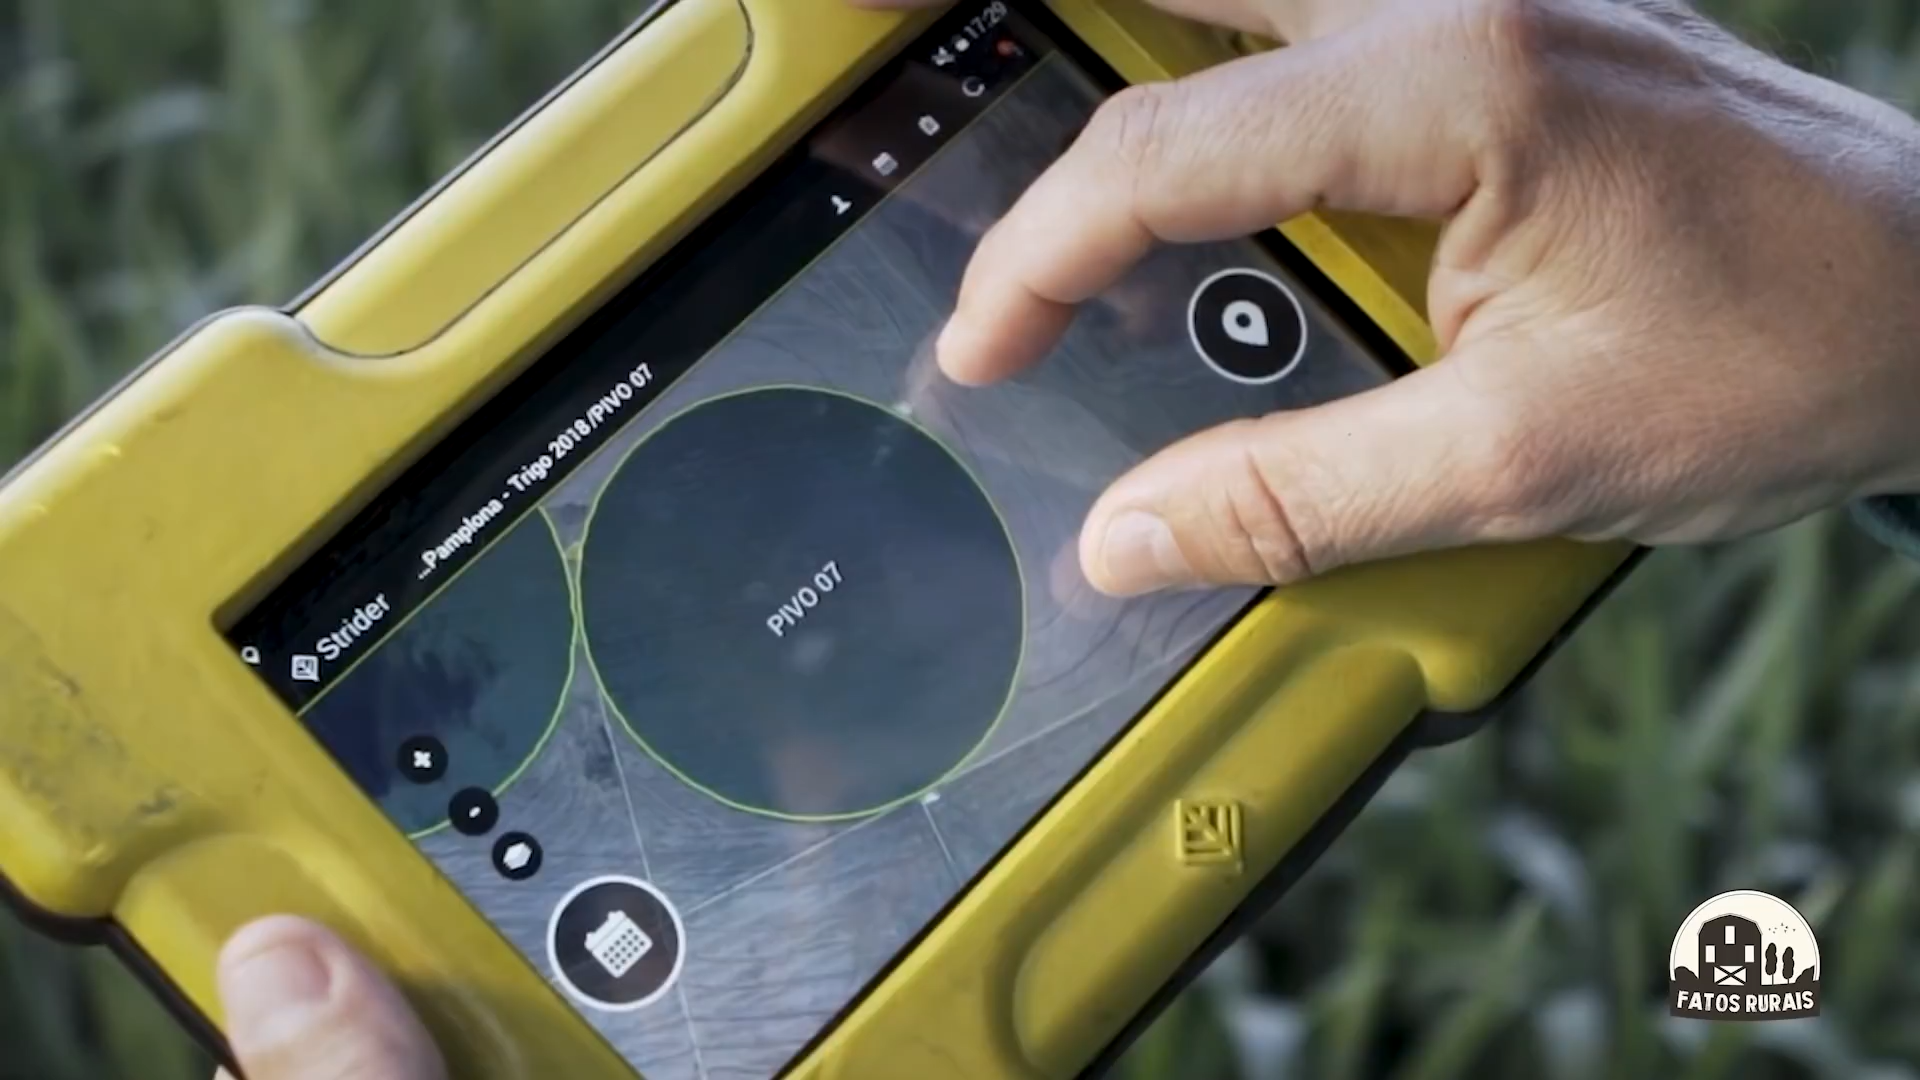 17:29
...Pamplona - Trigo 2018 /PIVO 07
Strider
PIVO 07
FATOS RURAIS